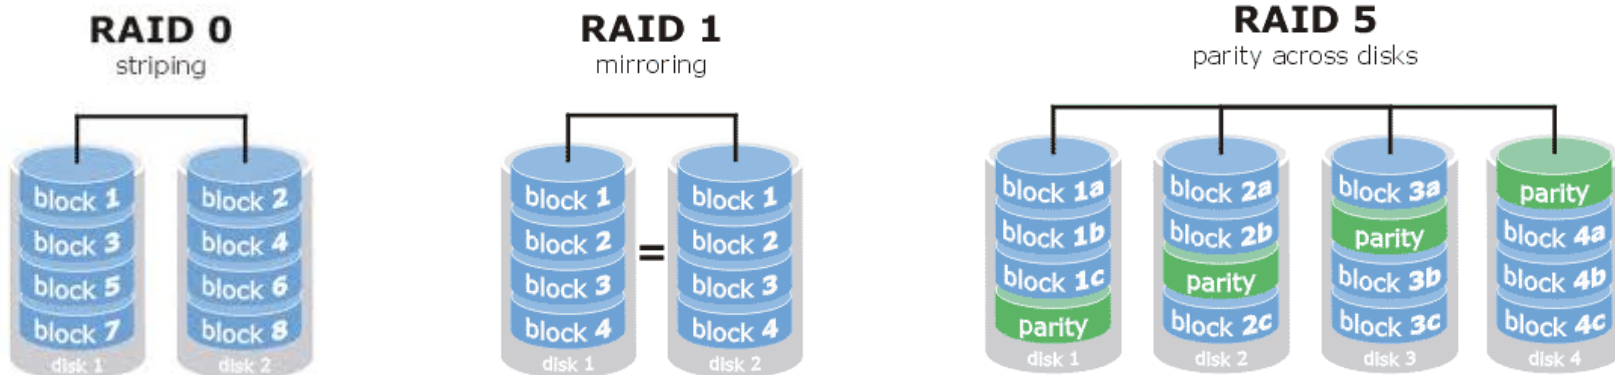 RAID 0
striping
block 1
block 3
block 5
block 7
disk 1
block 2
block 4
block 6
block 8
disk 2
RAID 1
mirroring
block 1
block 2
block 3
block 4
disk 1
=
block 1
block 2
block 3
block 4
disk 2
RAID 5
parity across disks
block 1a
block 1b
block 1c
parity
disk 1
block 2a
block 2b
parity
block 2c
disk 2
block 3a
parity
block 3b
block 3c
disk 3
parity
block 4a
block 4b
block 4c
disk 4